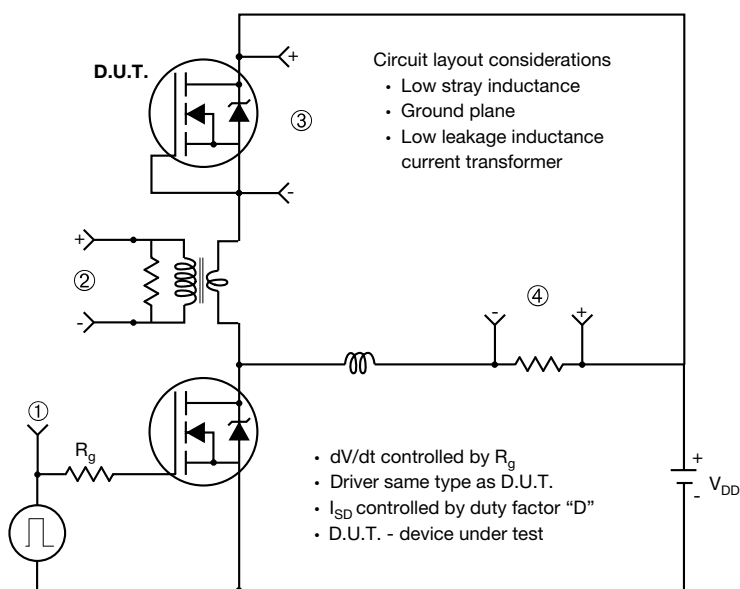 D.U.T.
+
Circuit layout considerations
• Low stray inductance
• Ground plane
• Low leakage inductance
current transformer
③
-
+
②
-
④
-
+
①
R_g
• dV/dt controlled by R_g
• Driver same type as D.U.T.
• I_SD controlled by duty factor “D”
• D.U.T. - device under test
+
V_DD
-